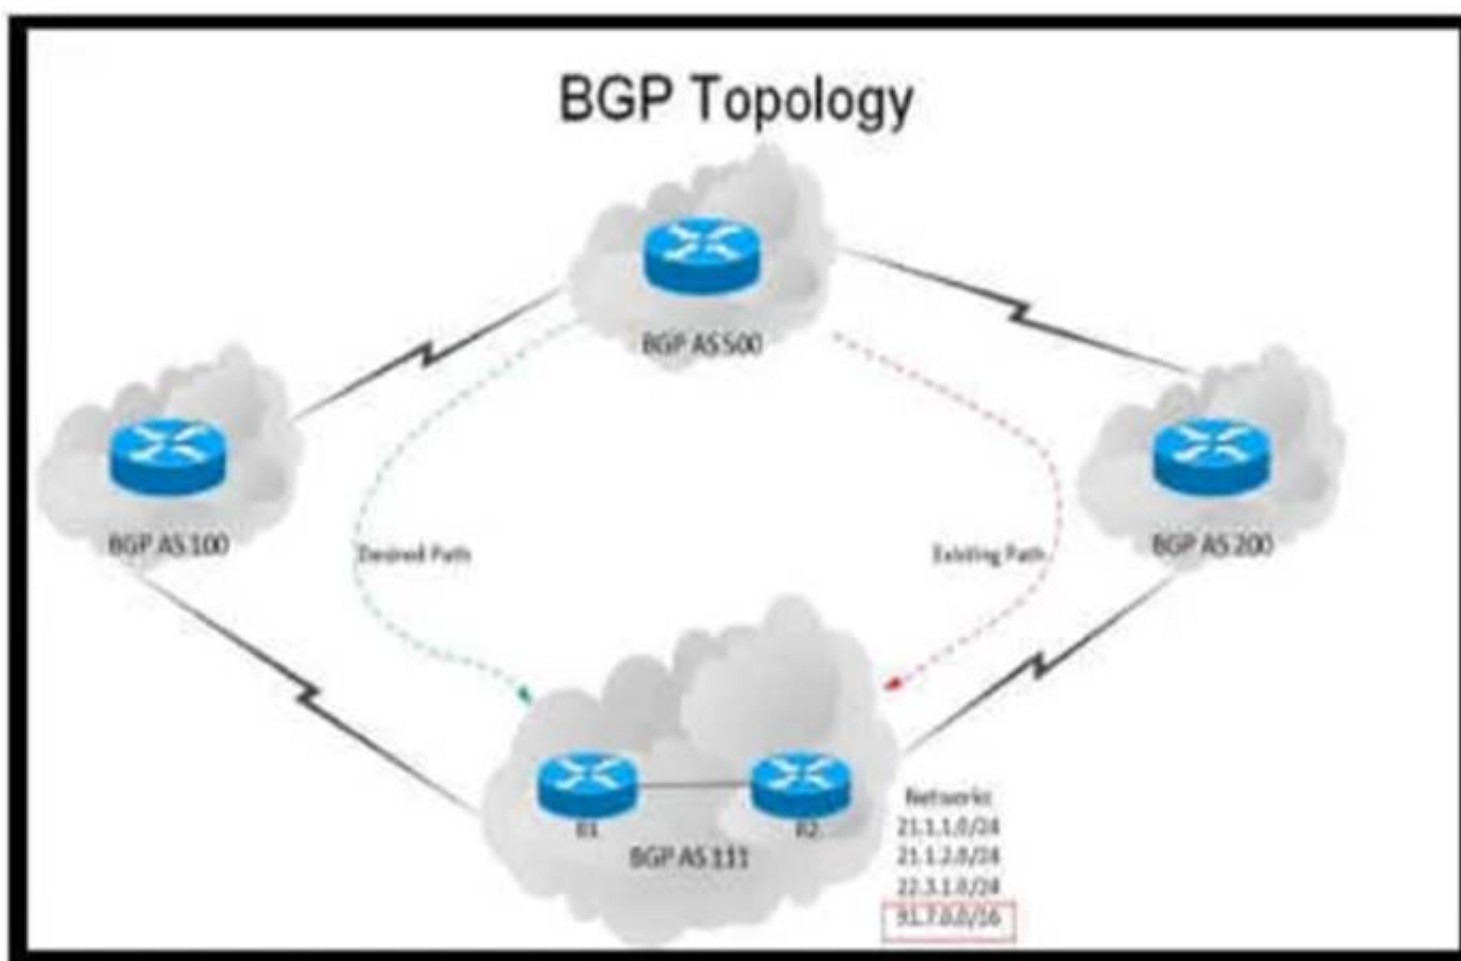 BGP Topology
BGP AS 500
BGP AS 100
BGP AS 200
Desired Path
Existing Path
R1
R2
BGP AS 111
Networks
21.1.1.0/24
21.1.2.0/24
22.3.1.0/24
91.7.0.0/16